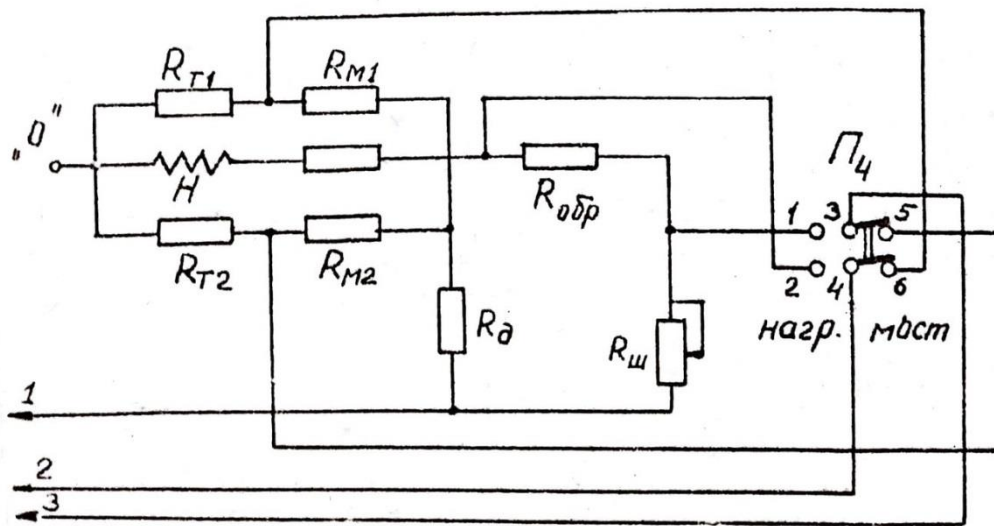 R_T1
R_M1
„0”
H
R_обр
П_4
R_T2
R_M2
1 3 5
2 4 6
R_д
R_ш
нагр. мост
1
2
3